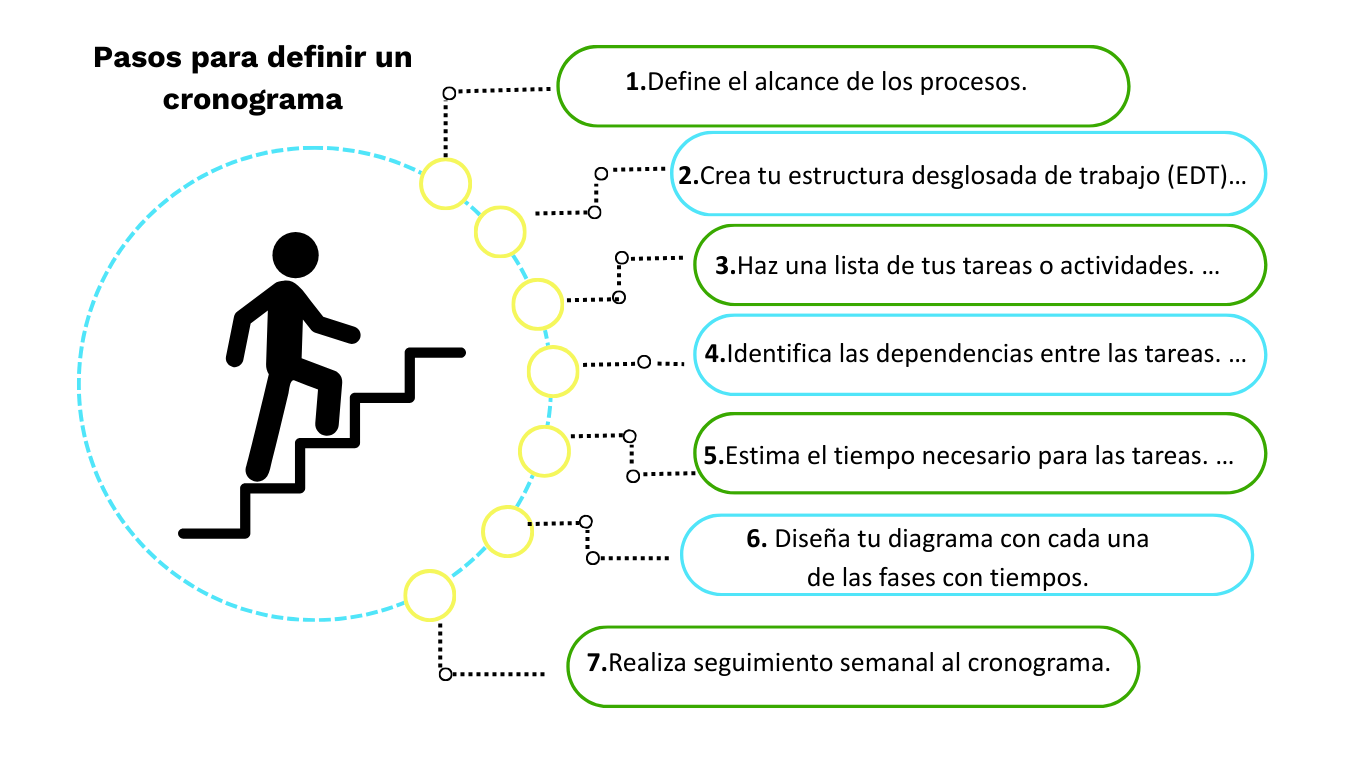 Pasos para definir un
cronograma
1.Define el alcance de los procesos.
2.Crea tu estructura desglosada de trabajo (EDT)...
3.Haz una lista de tus tareas o actividades. ...
4.Identifica las dependencias entre las tareas. ...
5.Estima el tiempo necesario para las tareas. ...
6. Diseña tu diagrama con cada una
de las fases con tiempos.
7.Realiza seguimiento semanal al cronograma.